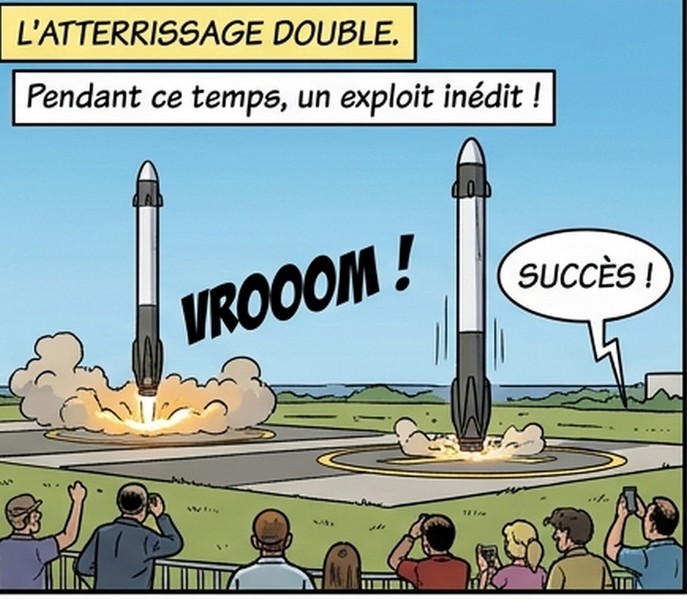 L'ATTERRISSAGE DOUBLE.
Pendant ce temps, un exploit inédit !
VROOOM !
SUCCÈS !